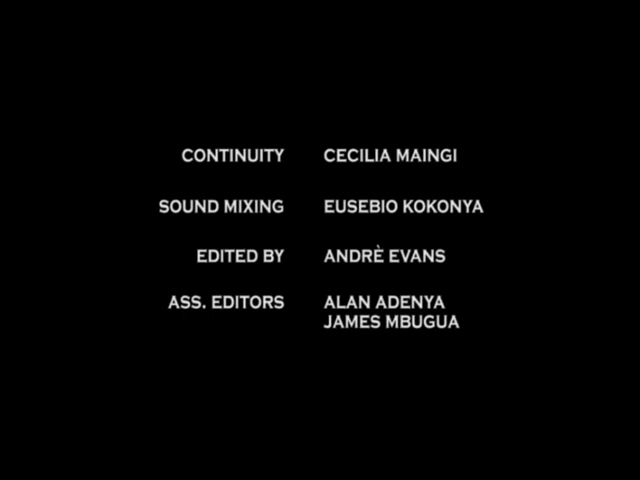 CONTINUITY CECILIA MAINGI
SOUND MIXING EUSEBIO KOKONYA
EDITED BY ANDRÈ EVANS
ASS. EDITORS ALAN ADENYA
JAMES MBUGUA